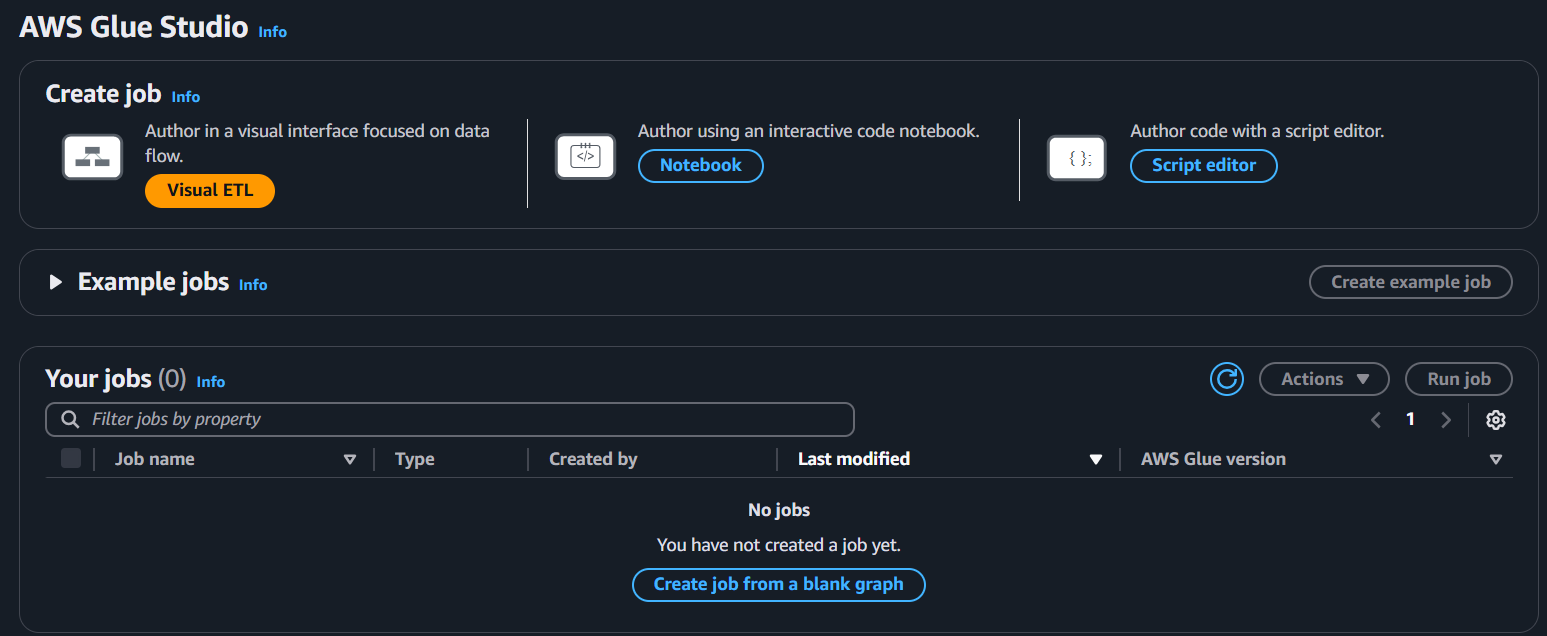 AWS Glue Studio Info
Create job Info
Author in a visual interface focused on data
flow.
Visual ETL
</>
Author using an interactive code notebook.
Notebook
{ };
Author code with a script editor.
Script editor
Example jobs Info
Create example job
Your jobs (0) Info
Actions
Run job
Filter jobs by property
1
Job name Type Created by Last modified AWS Glue version
No jobs
You have not created a job yet.
Create job from a blank graph